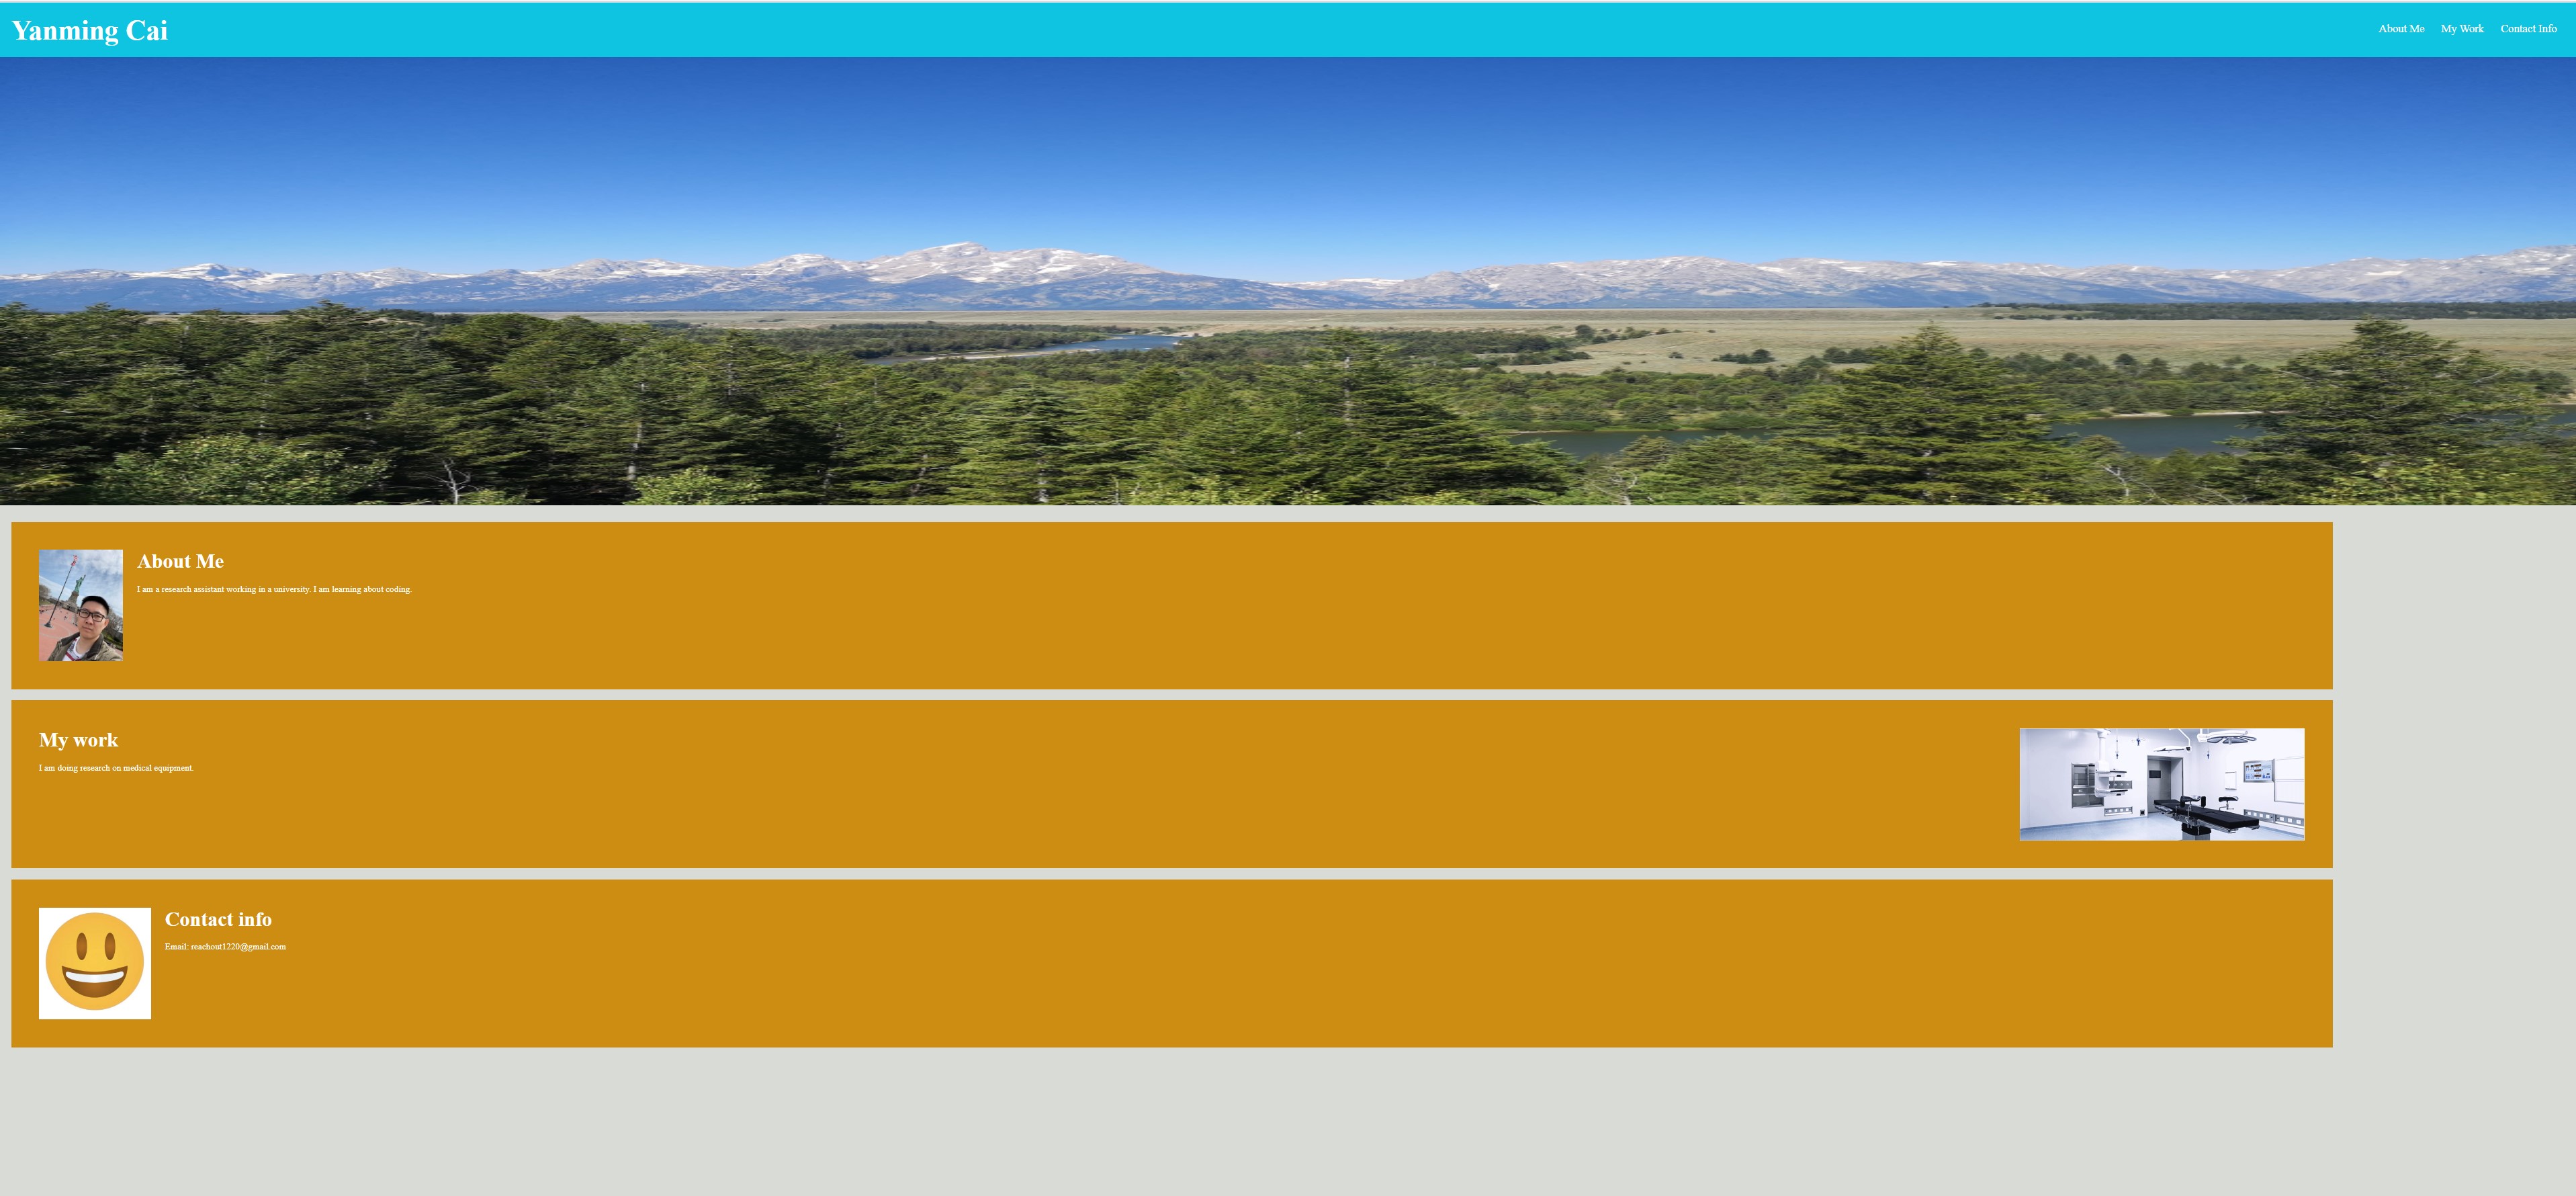 Yanming Cai
About Me My Work Contact Info
About Me
I am a research assistant working in a university. I am learning about coding.
My work
I am doing research on medical equipment.
Contact info
Email: reachout1220@gmail.com